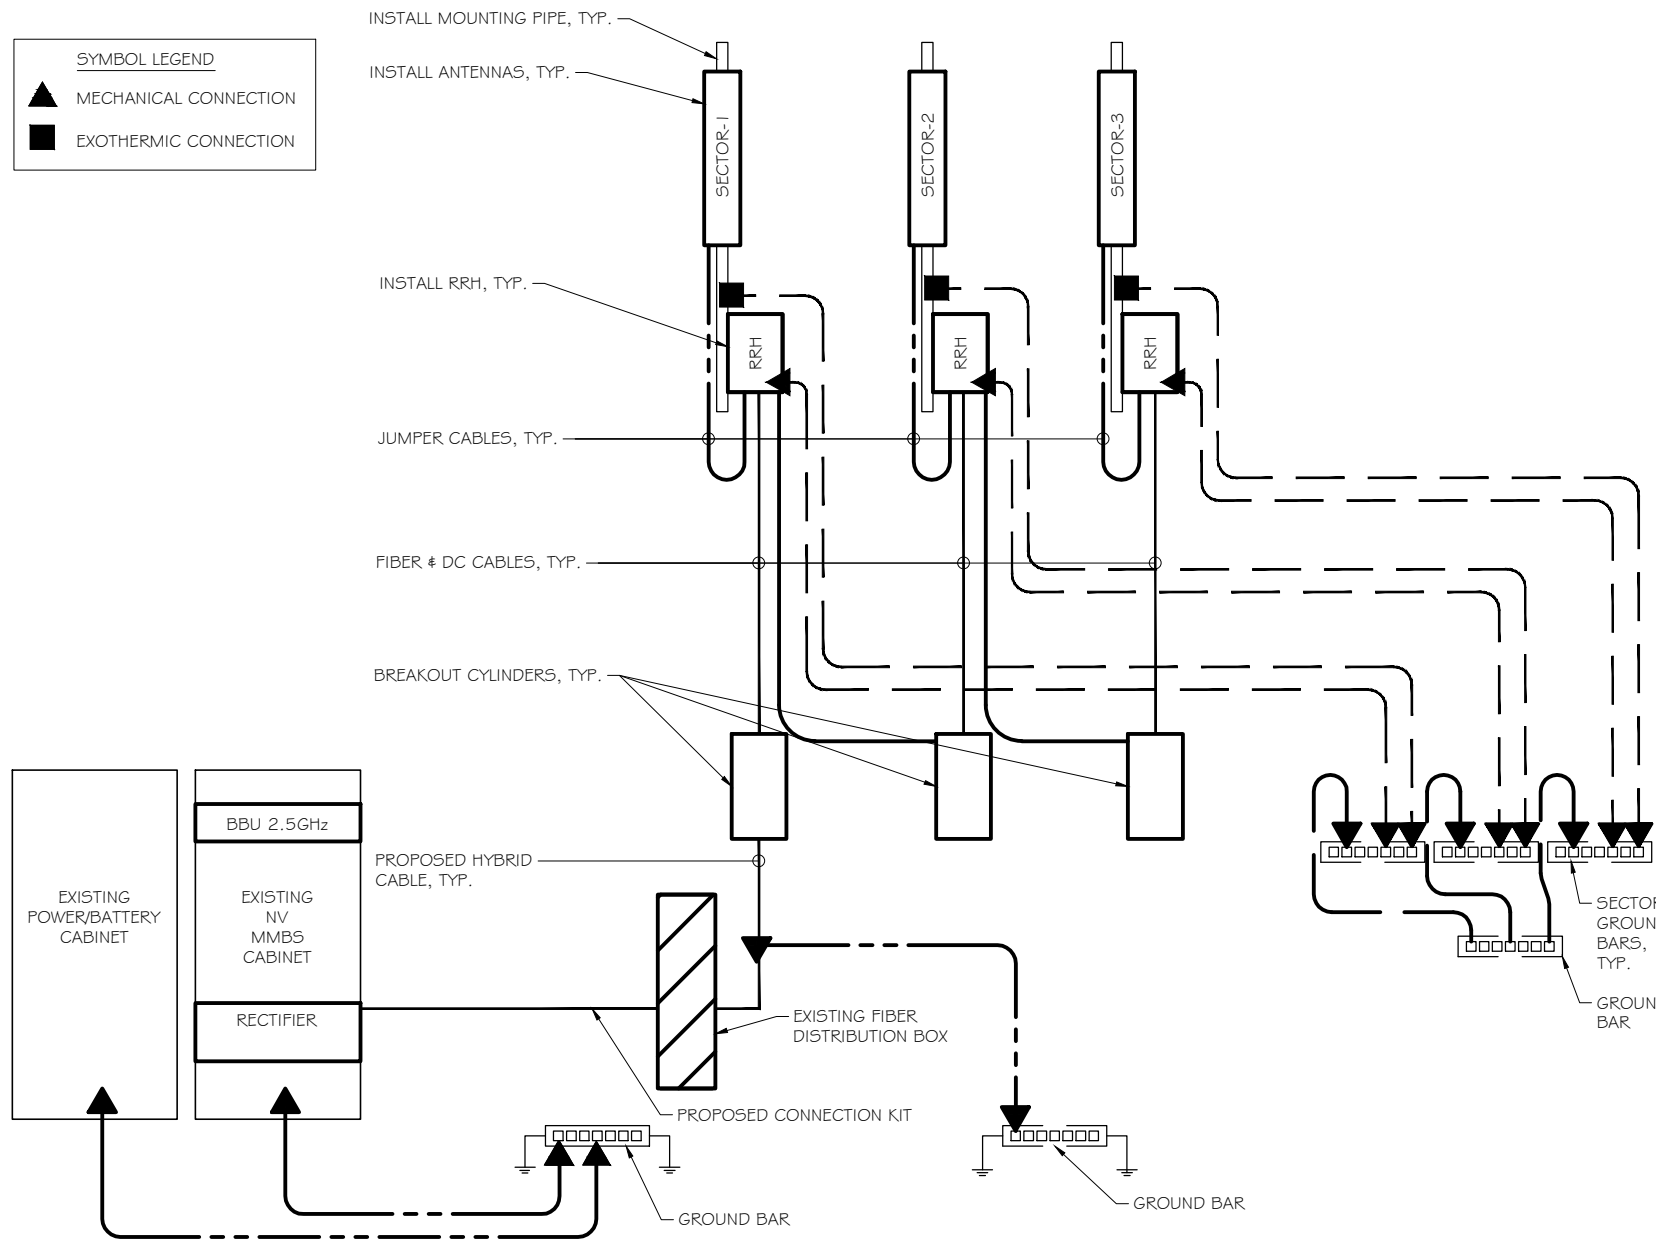 INSTALL MOUNTING PIPE, TYP.
SYMBOL LEGEND
INSTALL ANTENNAS, TYP.
MECHANICAL CONNECTION
EXOTHERMIC CONNECTION
SECTOR-1
SECTOR-2
SECTOR-3
INSTALL RRH, TYP.
RRH
RRH
RRH
JUMPER CABLES, TYP.
FIBER & DC CABLES, TYP.
BREAKOUT CYLINDERS, TYP.
BBU 2.5GHz
PROPOSED HYBRID
CABLE, TYP.
EXISTING
POWER/BATTERY
CABINET
EXISTING
NV
MMBS
CABINET
RECTIFIER
SECTOR
GROUN
BARS,
TYP.
GROUN
BAR
EXISTING FIBER
DISTRIBUTION BOX
PROPOSED CONNECTION KIT
GROUND BAR
GROUND BAR